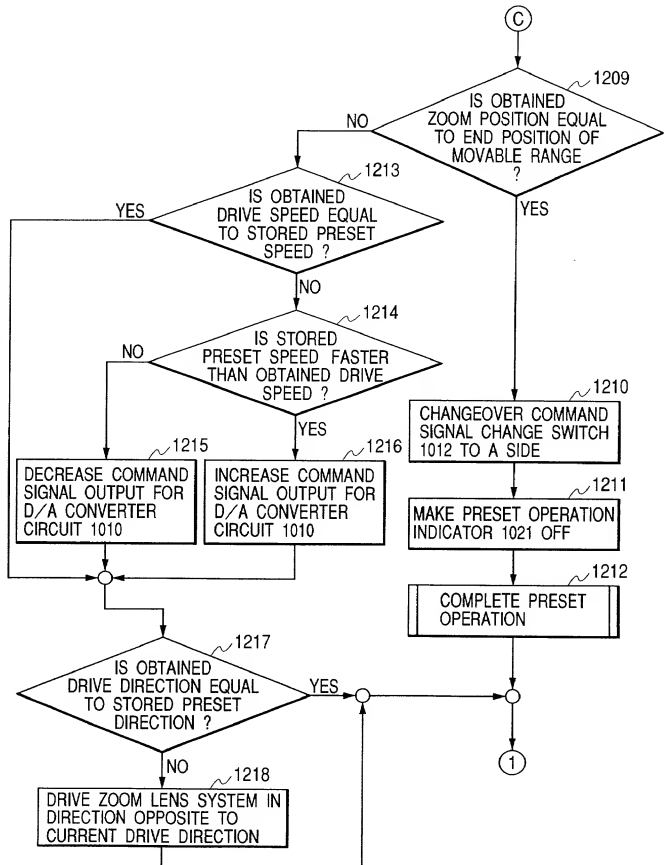 C
1209
IS OBTAINED
ZOOM POSITION EQUAL
TO END POSITION OF
MOVABLE RANGE
?
NO
YES
1213
IS OBTAINED
DRIVE SPEED EQUAL
TO STORED PRESET
SPEED ?
YES
NO
1214
IS STORED
PRESET SPEED FASTER
THAN OBTAINED DRIVE
SPEED ?
NO
YES
1215
DECREASE COMMAND
SIGNAL OUTPUT FOR
D/A CONVERTER
CIRCUIT 1010
1216
INCREASE COMMAND
SIGNAL OUTPUT FOR
D/A CONVERTER
CIRCUIT 1010
1210
CHANGEOVER COMMAND
SIGNAL CHANGE SWITCH
1012 TO A SIDE
1211
MAKE PRESET OPERATION
INDICATOR 1021 OFF
1212
COMPLETE PRESET
OPERATION
1217
IS OBTAINED
DRIVE DIRECTION EQUAL
TO STORED PRESET
DIRECTION ?
YES
NO
1
1218
DRIVE ZOOM LENS SYSTEM IN
DIRECTION OPPOSITE TO
CURRENT DRIVE DIRECTION